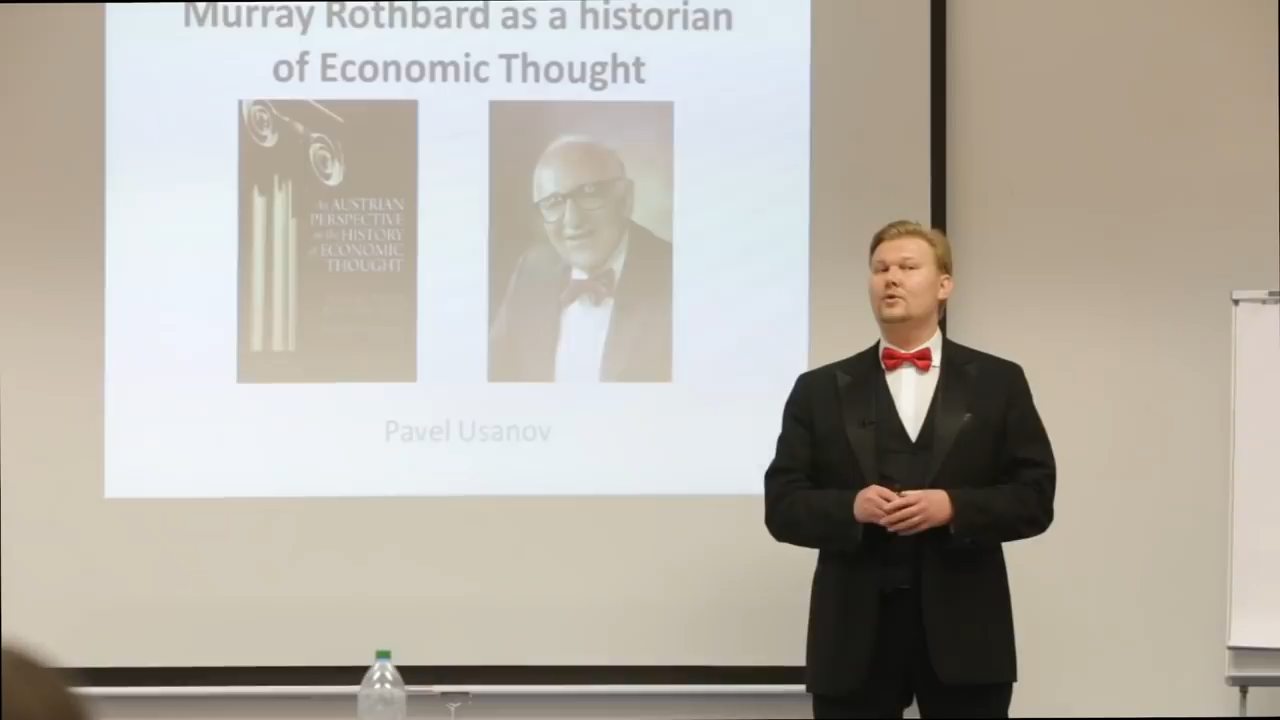 Murray Rothbard as a historian
of Economic Thought
An AUSTRIAN
PERSPECTIVE
on the HISTORY
of ECONOMIC
THOUGHT
Pavel Usanov